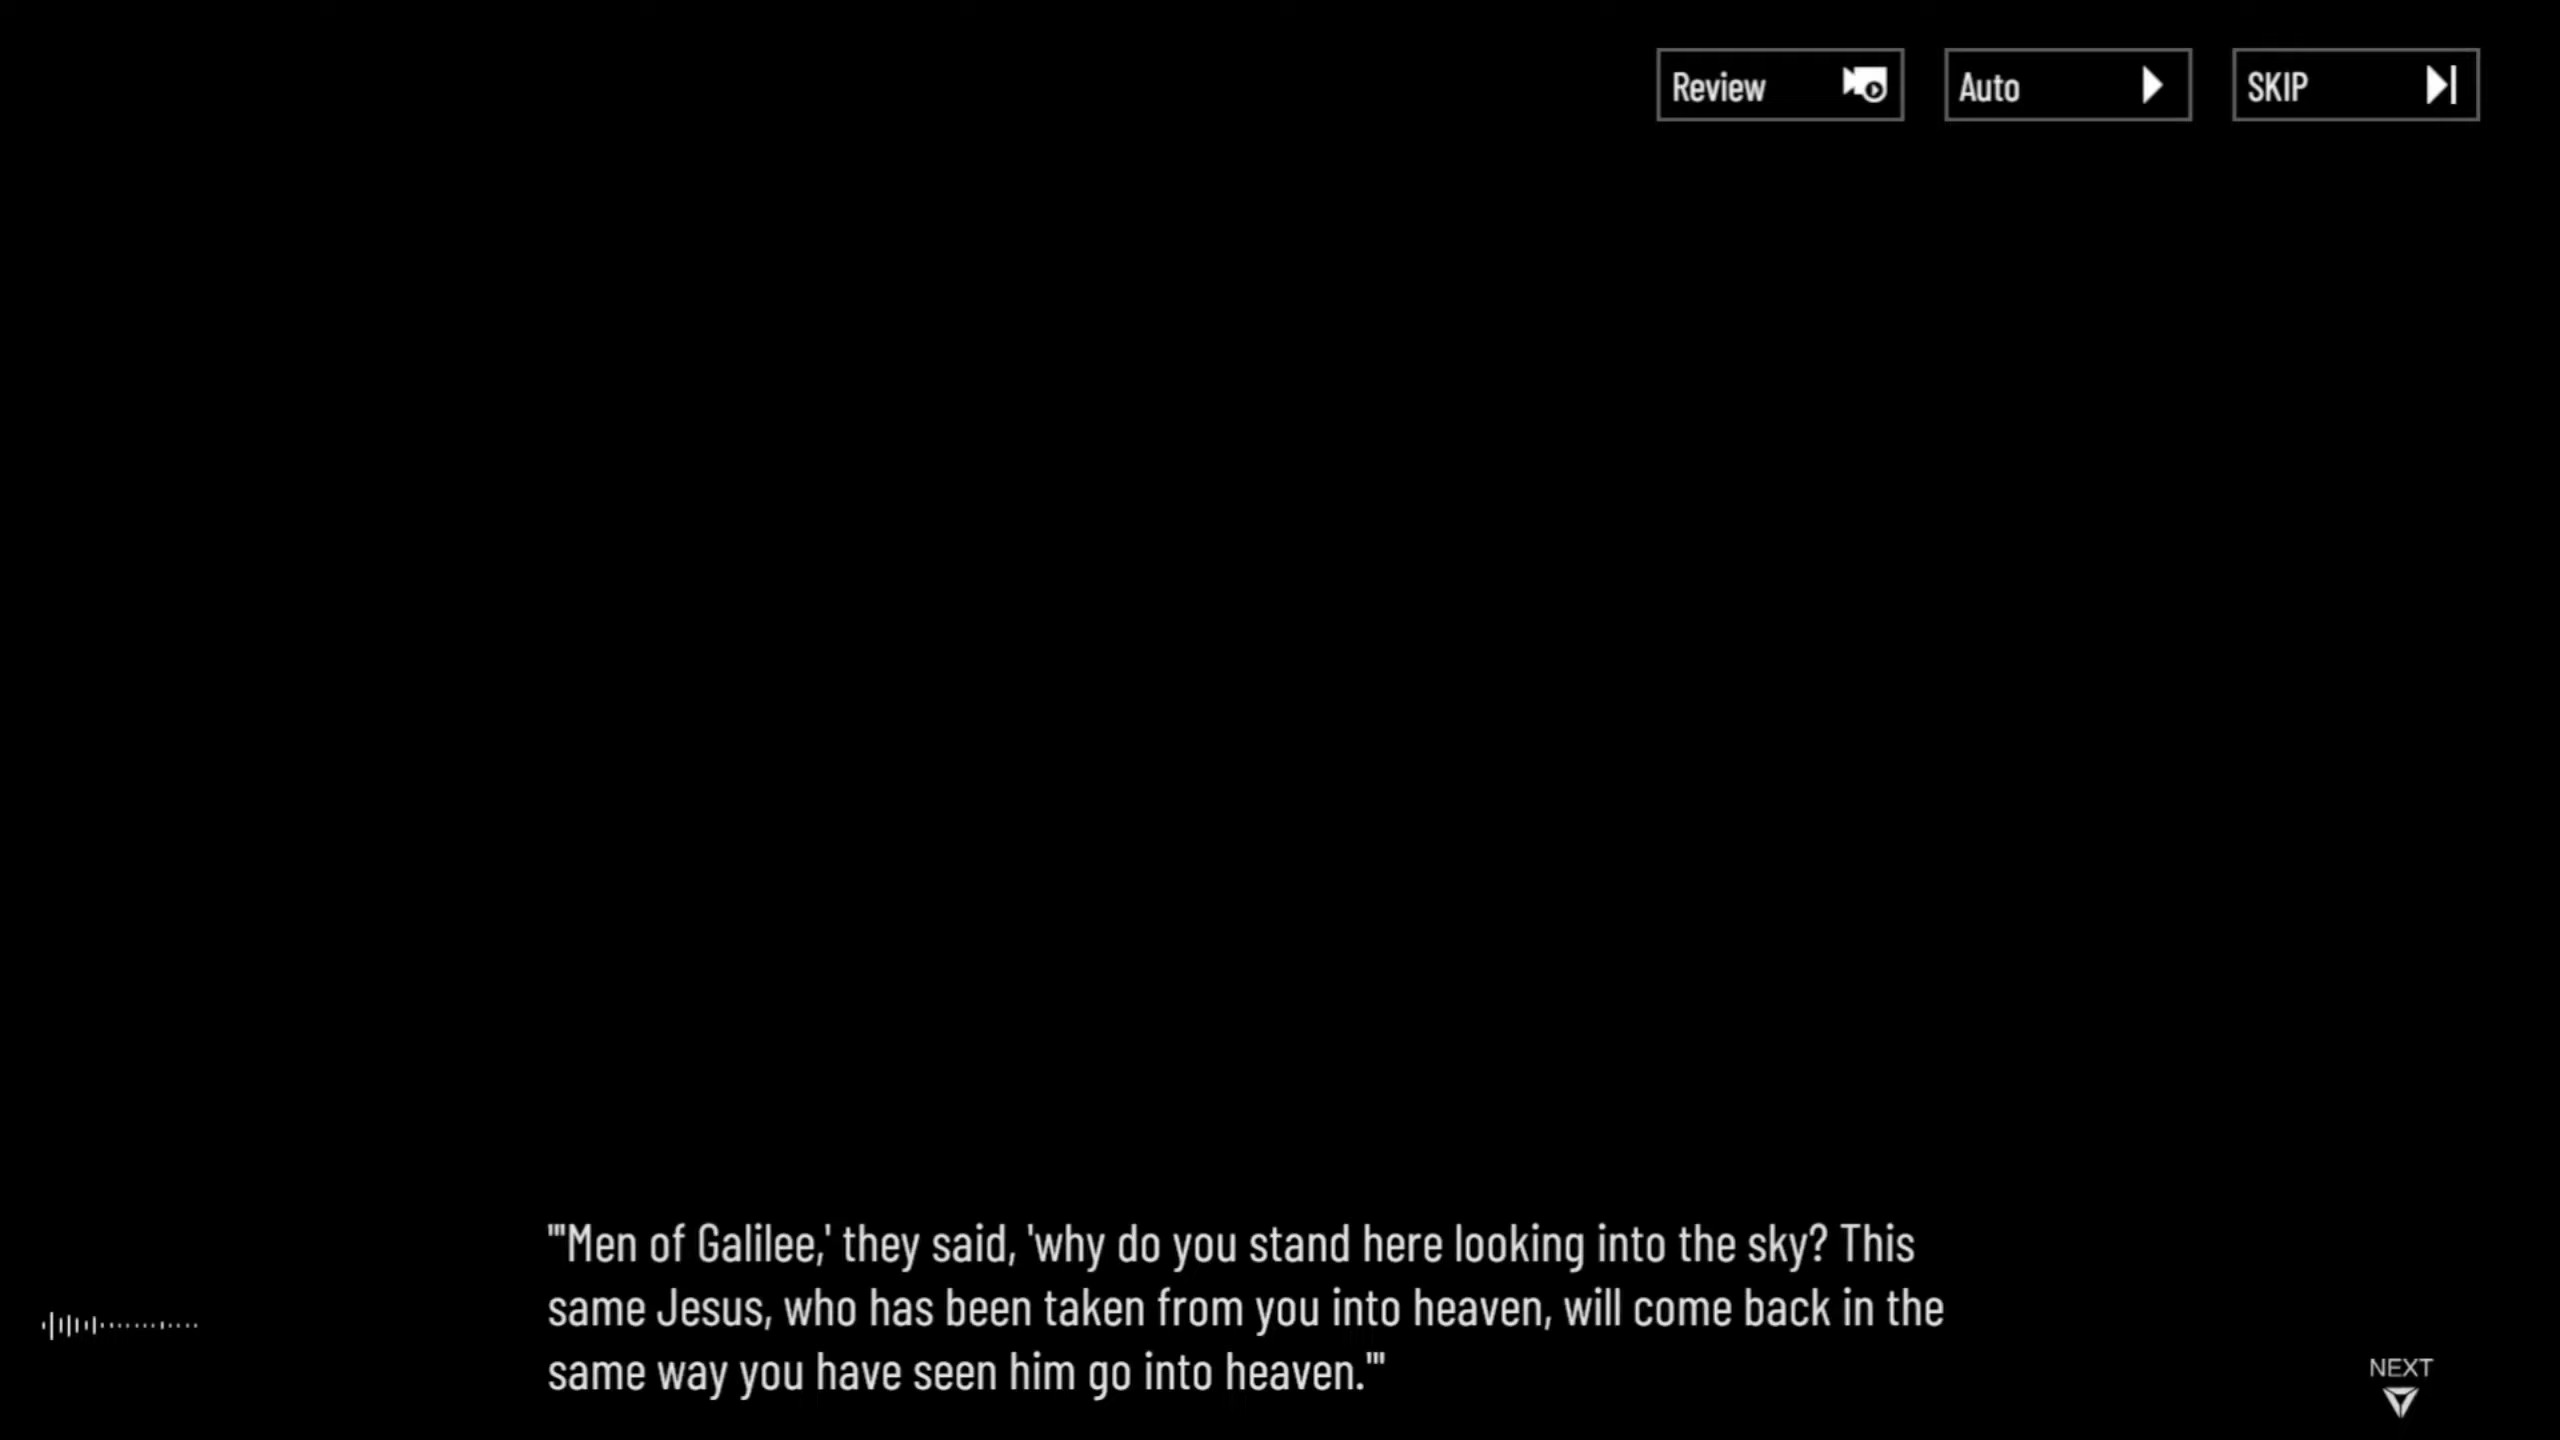 Review
Auto
SKIP
"'Men of Galilee,' they said, 'why do you stand here looking into the sky? This
same Jesus, who has been taken from you into heaven, will come back in the
same way you have seen him go into heaven.'"
NEXT